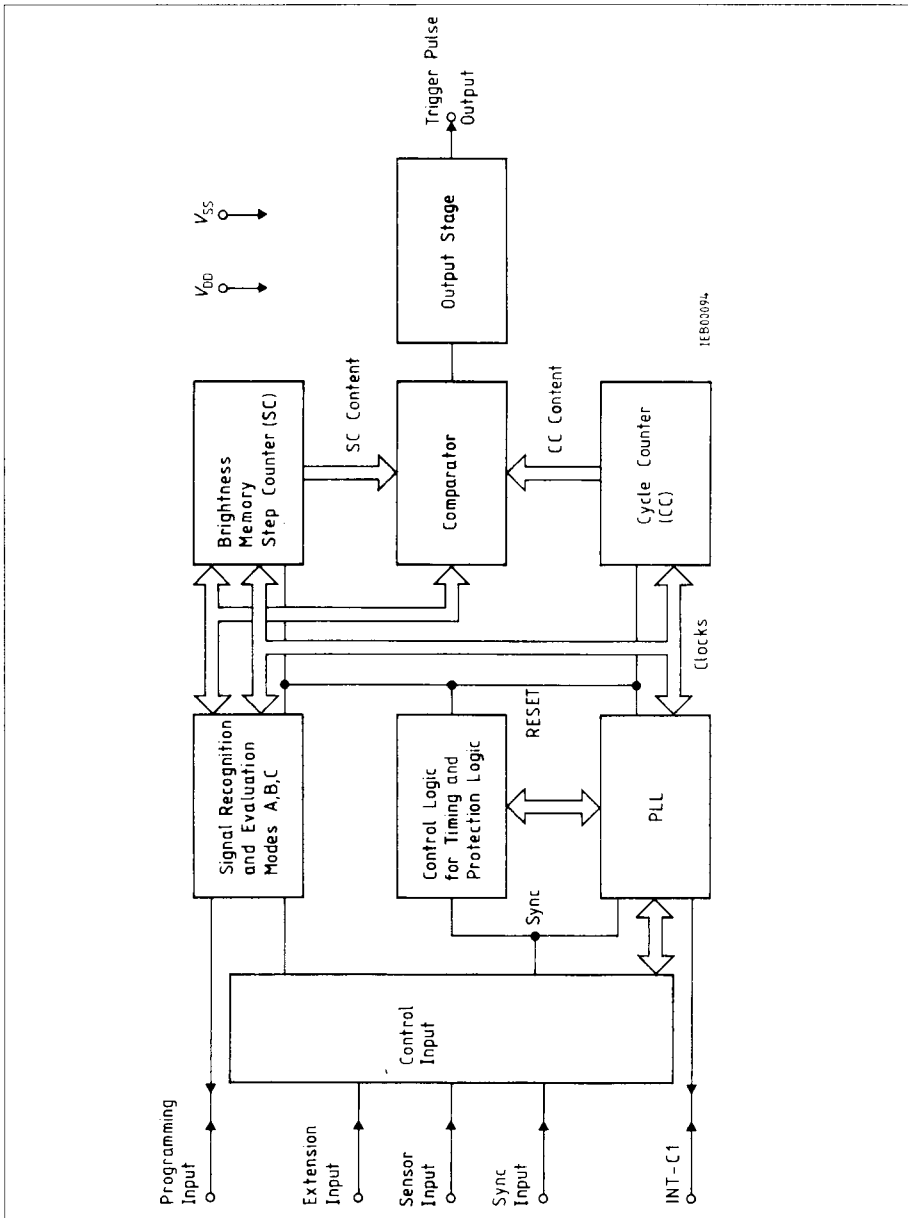 Programming
Input
Extension
Input
Sensor
Input
Sync
Input
INT-C1
Control
Input
Signal Recognition
and Evaluation
Modes A,B,C
Control Logic
for Timing and
Protection Logic
Sync
PLL
RESET
Clocks
Brightness
Memory
Step Counter (SC)
SC Content
Comparator
CC Content
Cycle Counter
(CC)
Output Stage
Trigger Pulse
Output
VDD
VSS
IEB00094